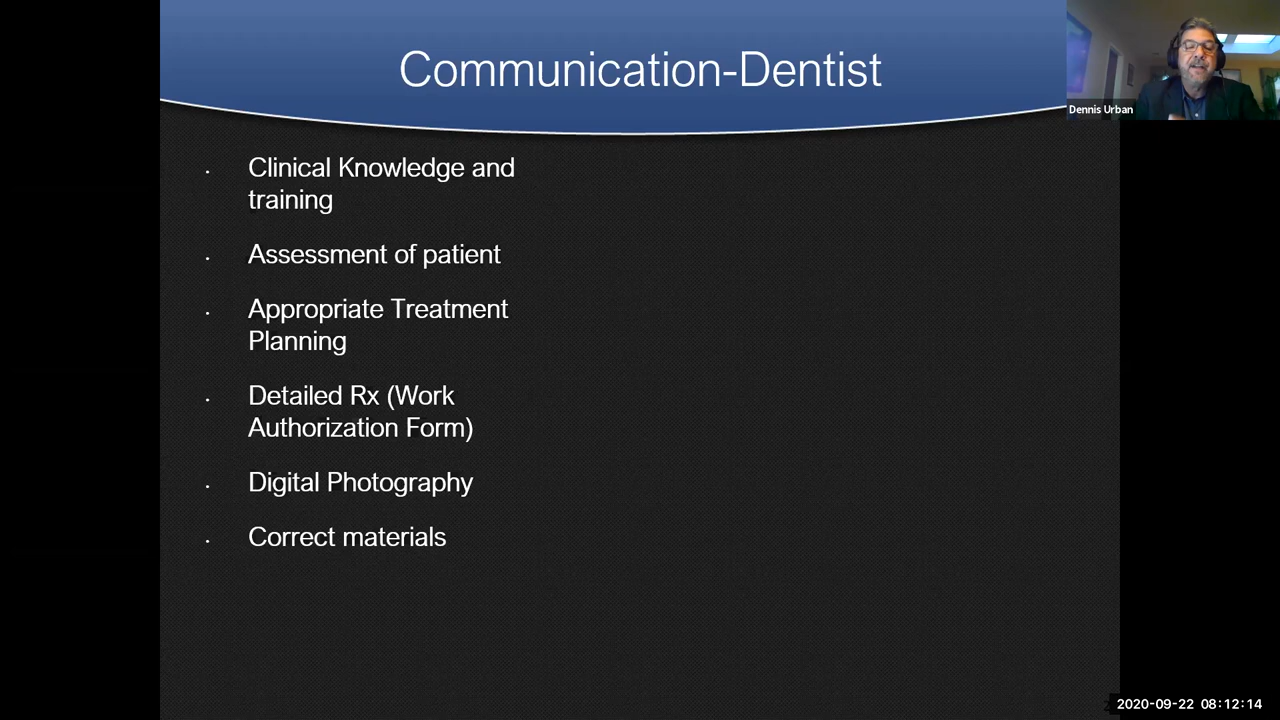 Communication-Dentist
Dennis Urban
· Clinical Knowledge and
training
· Assessment of patient
· Appropriate Treatment
Planning
· Detailed Rx (Work
Authorization Form)
· Digital Photography
· Correct materials
2020-09-22 08:12:14